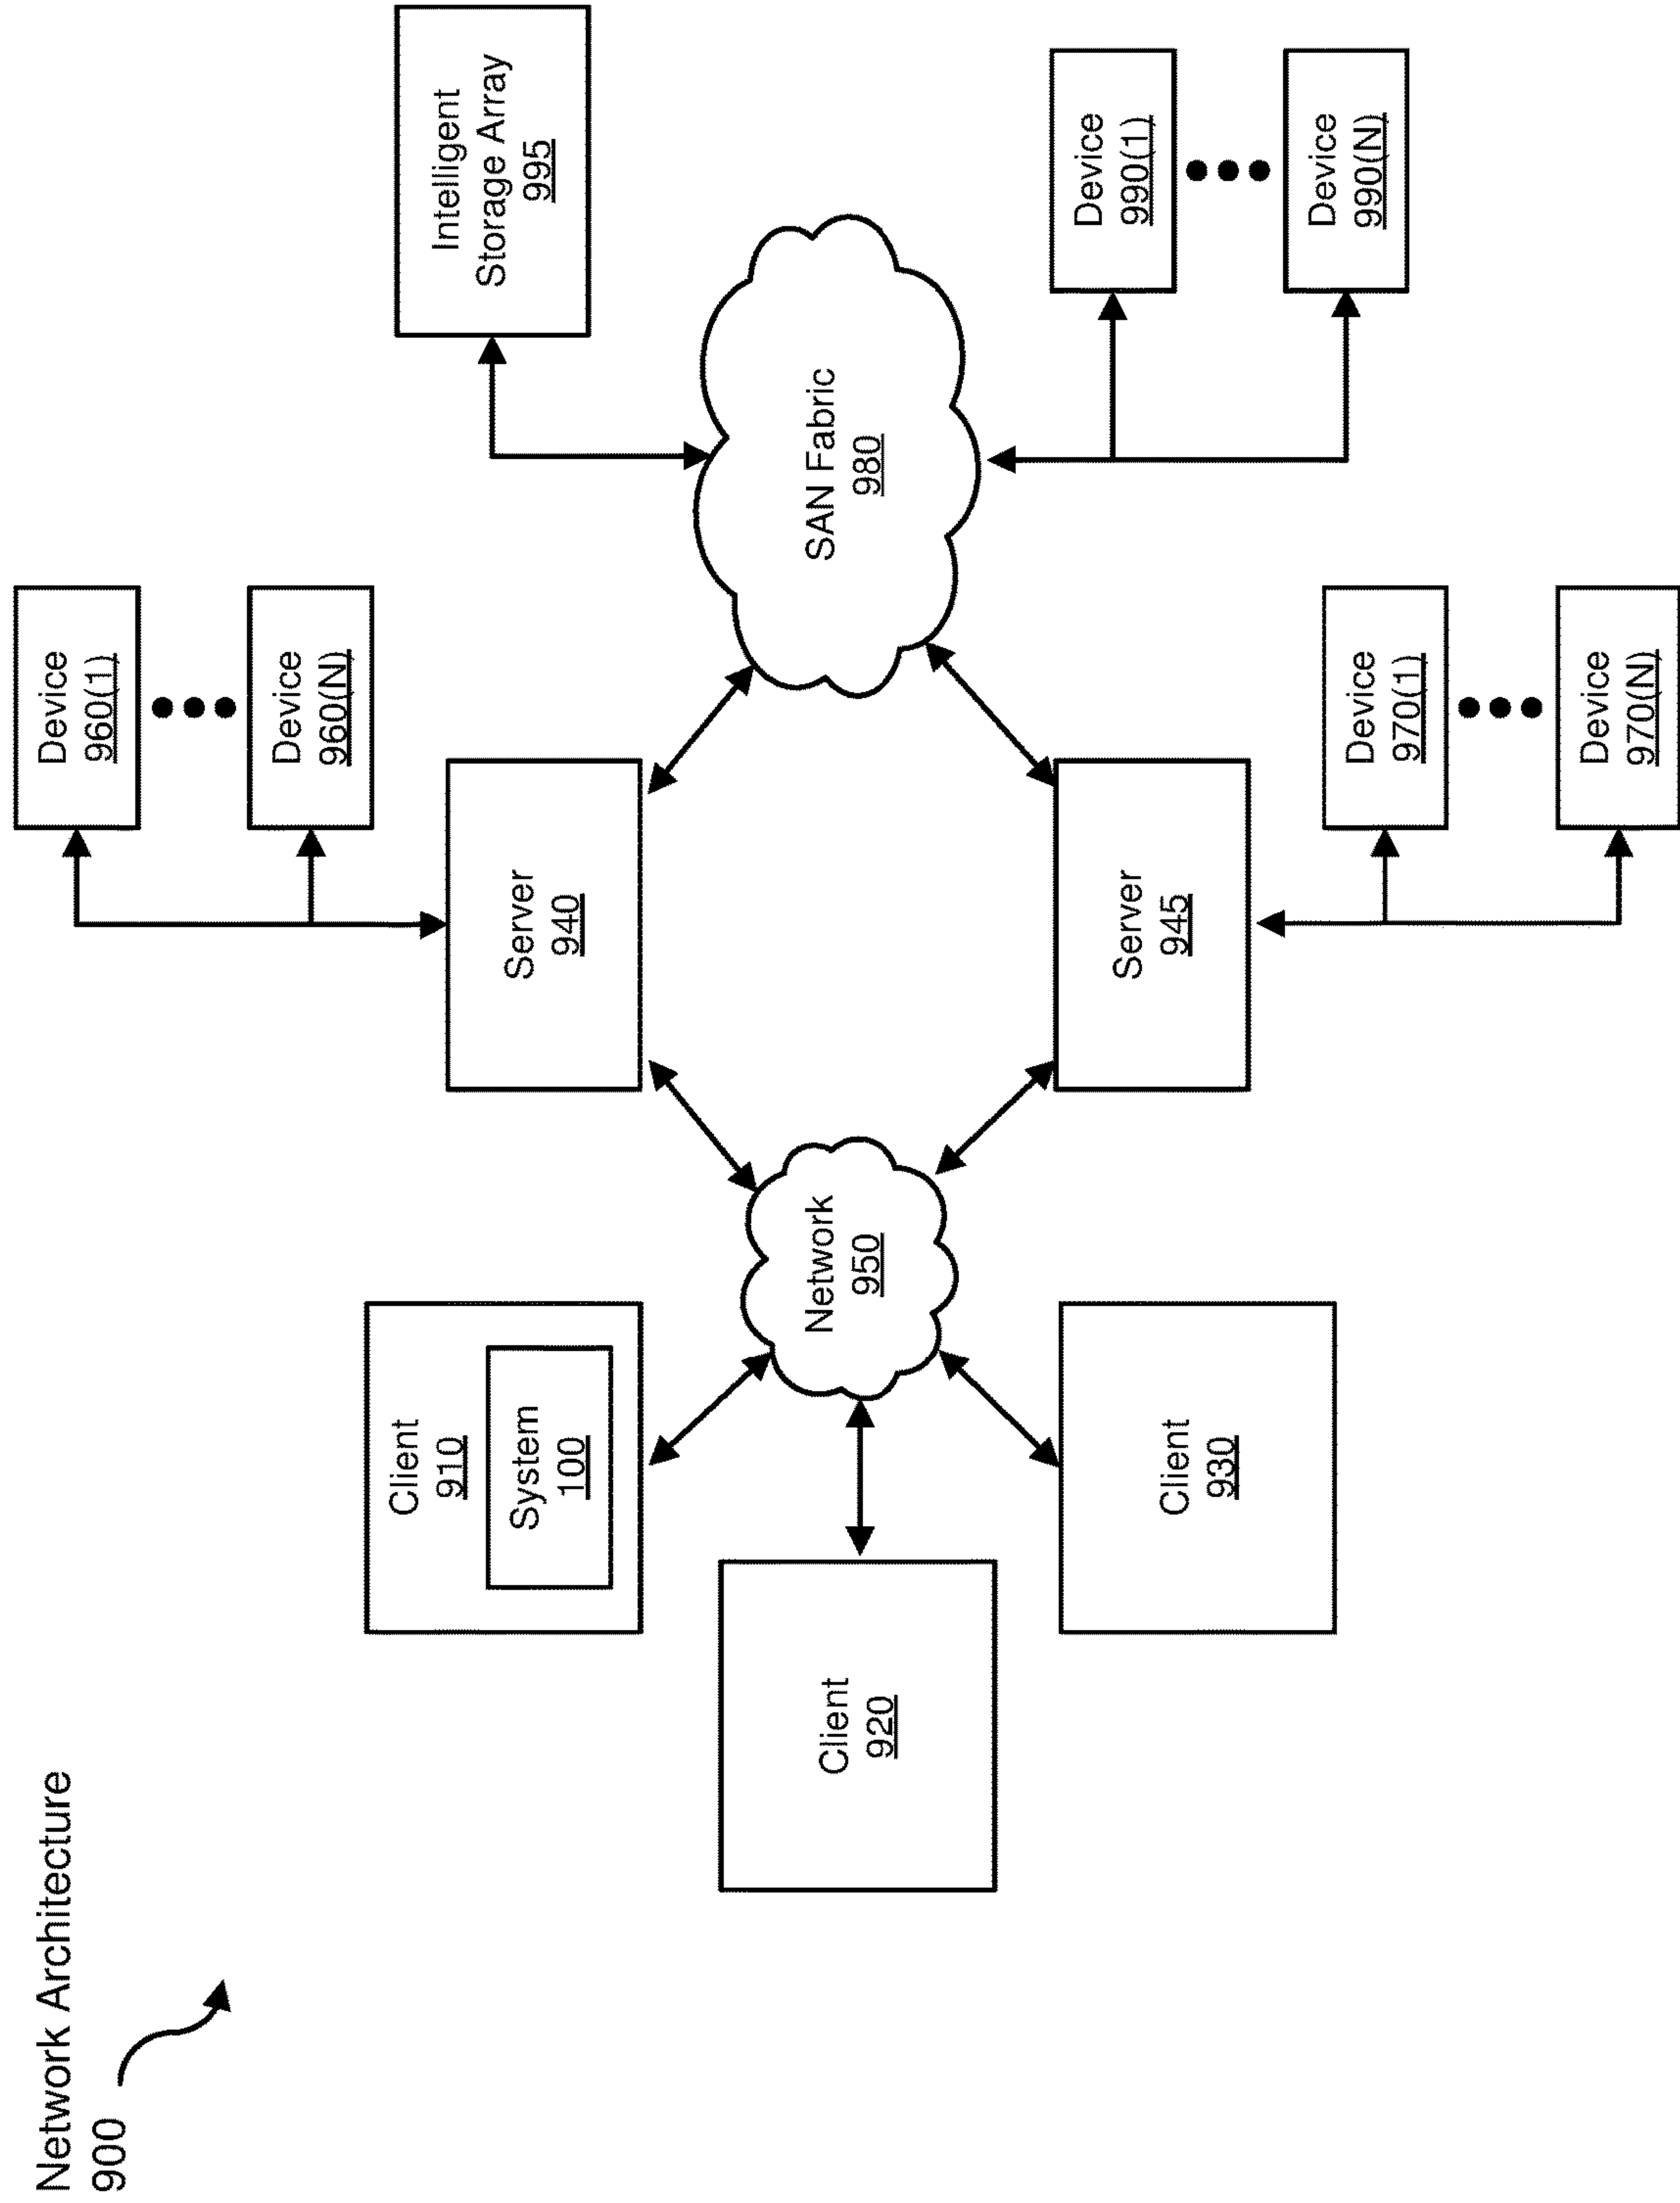 Network Architecture
900
Client
910
System
100
Client
920
Client
930
Network
950
Server
940
Server
945
Device
960(1)
Device
960(N)
Device
970(1)
Device
970(N)
SAN Fabric
980
Intelligent
Storage Array
995
Device
990(1)
Device
990(N)